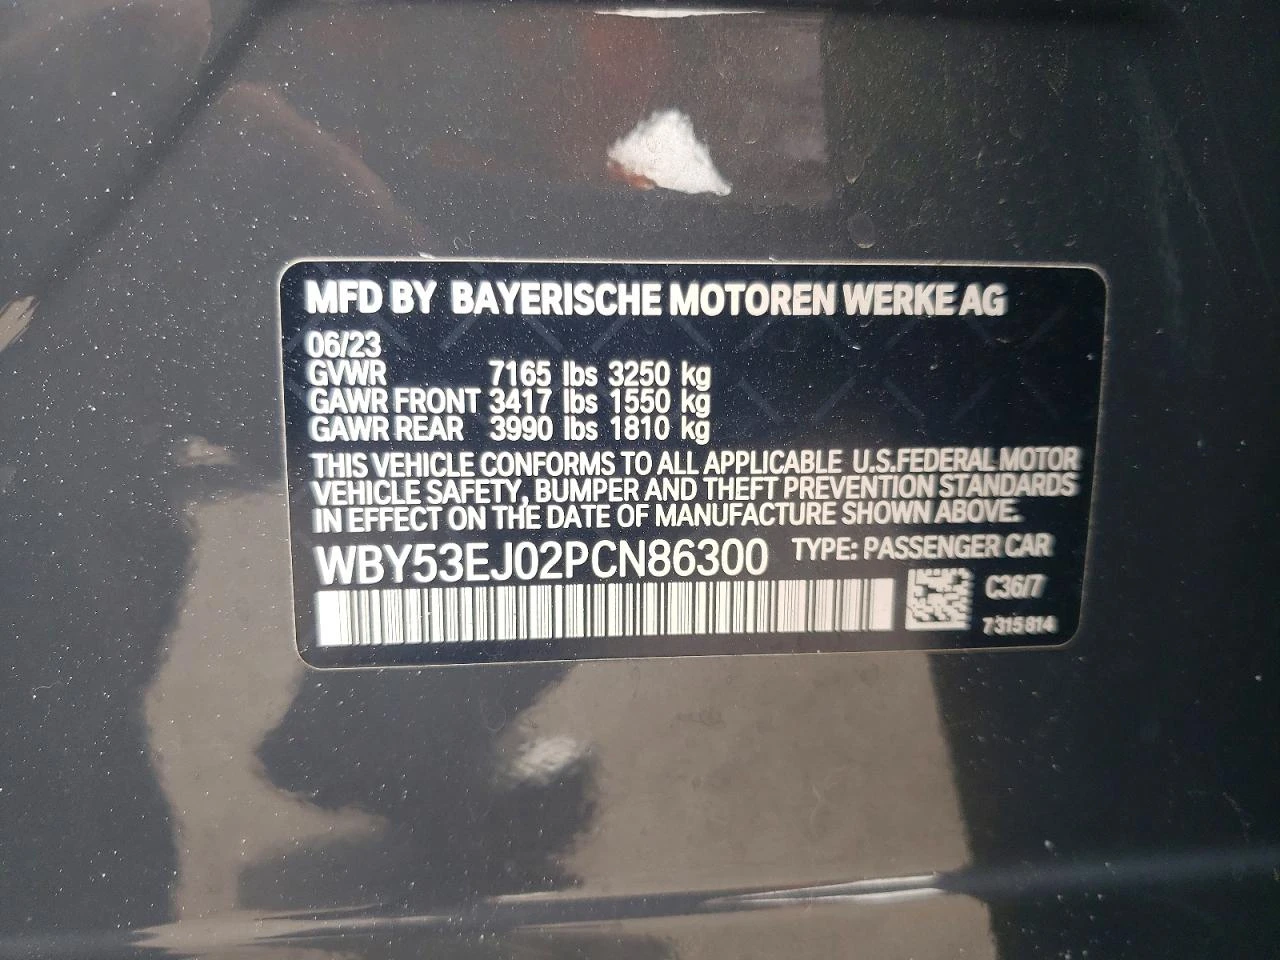 MFD BY BAYERISCHE MOTOREN WERKE AG
06/23
GVWR 7165 lbs 3250 kg
GAWR FRONT 3417 lbs 1550 kg
GAWR REAR 3990 lbs 1810 kg
THIS VEHICLE CONFORMS TO ALL APPLICABLE U.S.FEDERAL MOTOR
VEHICLE SAFETY, BUMPER AND THEFT PREVENTION STANDARDS
IN EFFECT ON THE DATE OF MANUFACTURE SHOWN ABOVE.
WBY53EJ02PCN86300 TYPE: PASSENGER CAR
C36/7
7 315 814